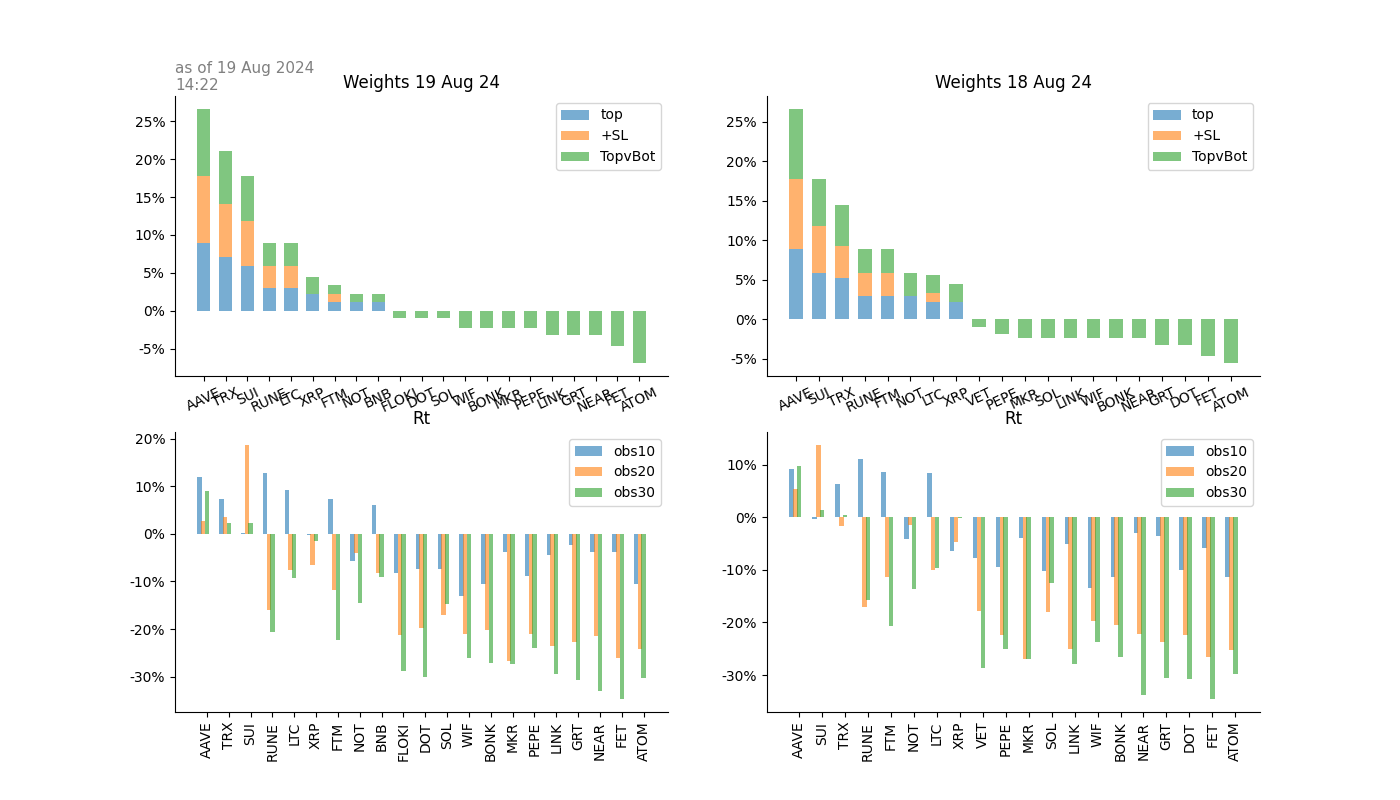 as of 19 Aug 2024
14:22
Weights 19 Aug 24
25%
20%
15%
10%
5%
0%
-5%
top
+SL
TopvBot
AAVE TRX SUI RUNE LTC XRP FTM NOT BNB FLOKI DOT SOL WIF BONK MKR PEPE LINK GRT NEAR FET ATOM
Weights 18 Aug 24
25%
20%
15%
10%
5%
0%
-5%
top
+SL
TopvBot
AAVE SUI TRX RUNE FTM NOT LTC XRP VET PEPE MKR SOL LINK WIF BONK NEAR GRT DOT FET ATOM
Rt
20%
10%
0%
-10%
-20%
-30%
obs10
obs20
obs30
AAVE TRX SUI RUNE LTC XRP FTM NOT BNB FLOKI DOT SOL WIF BONK MKR PEPE LINK GRT NEAR FET ATOM
Rt
10%
0%
-10%
-20%
-30%
obs10
obs20
obs30
AAVE SUI TRX RUNE FTM NOT LTC XRP VET PEPE MKR SOL LINK WIF BONK NEAR GRT DOT FET ATOM